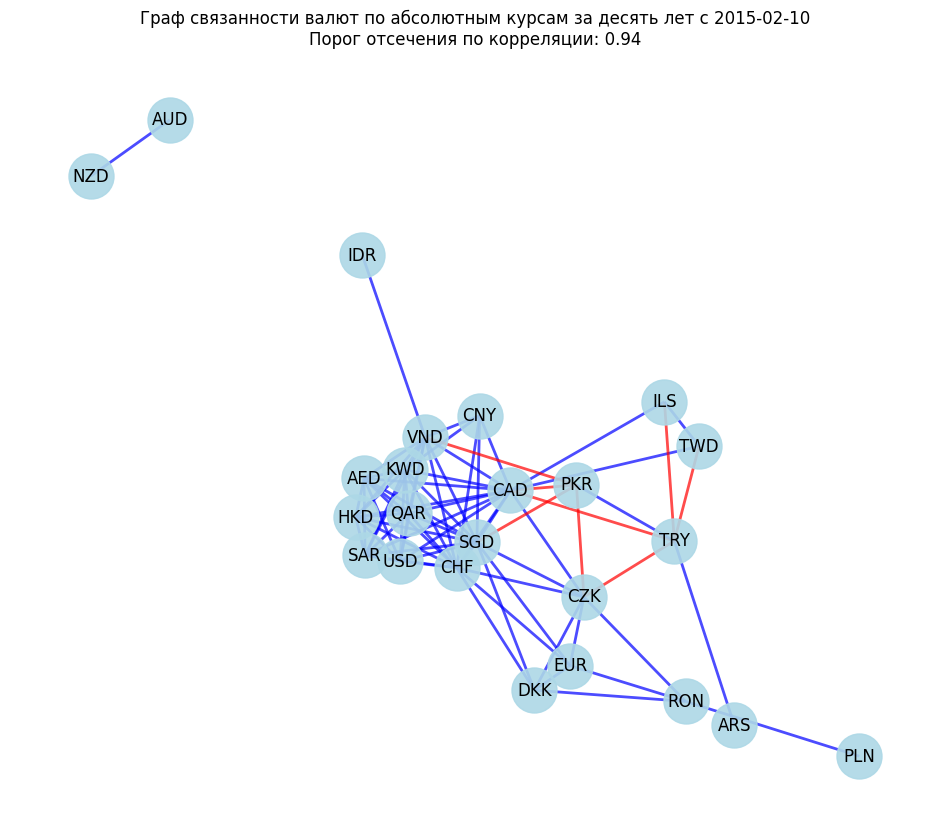 Граф связанности валют по абсолютным курсам за десять лет с 2015-02-10
Порог отсечения по корреляции: 0.94
AUD
NZD
IDR
ILS
CNY
VND
TWD
KWD
AED
PKR
CAD
QAR
HKD
SGD
TRY
SAR
USD
CHF
CZK
EUR
DKK
RON
ARS
PLN